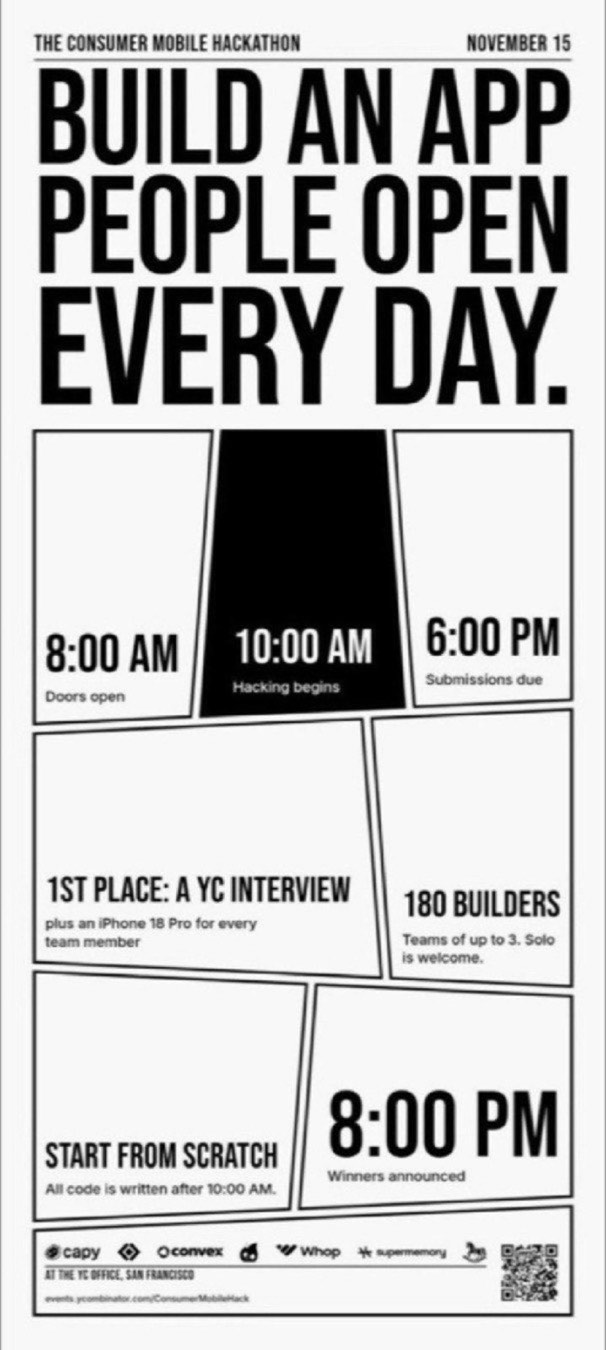 THE CONSUMER MOBILE HACKATHON
NOVEMBER 15
BUILD AN APP
PEOPLE OPEN
EVERY DAY.
8:00 AM
Doors open
10:00 AM
Hacking begins
6:00 PM
Submissions due
1ST PLACE: A YC INTERVIEW
plus an iPhone 18 Pro for every
team member
180 BUILDERS
Teams of up to 3. Solo
is welcome.
START FROM SCRATCH
All code is written after 10:00 AM.
8:00 PM
Winners announced
capy
convex
Whop
supermemory
AT THE YC OFFICE, SAN FRANCISCO
events.ycombinator.com/ConsumerMobileHack